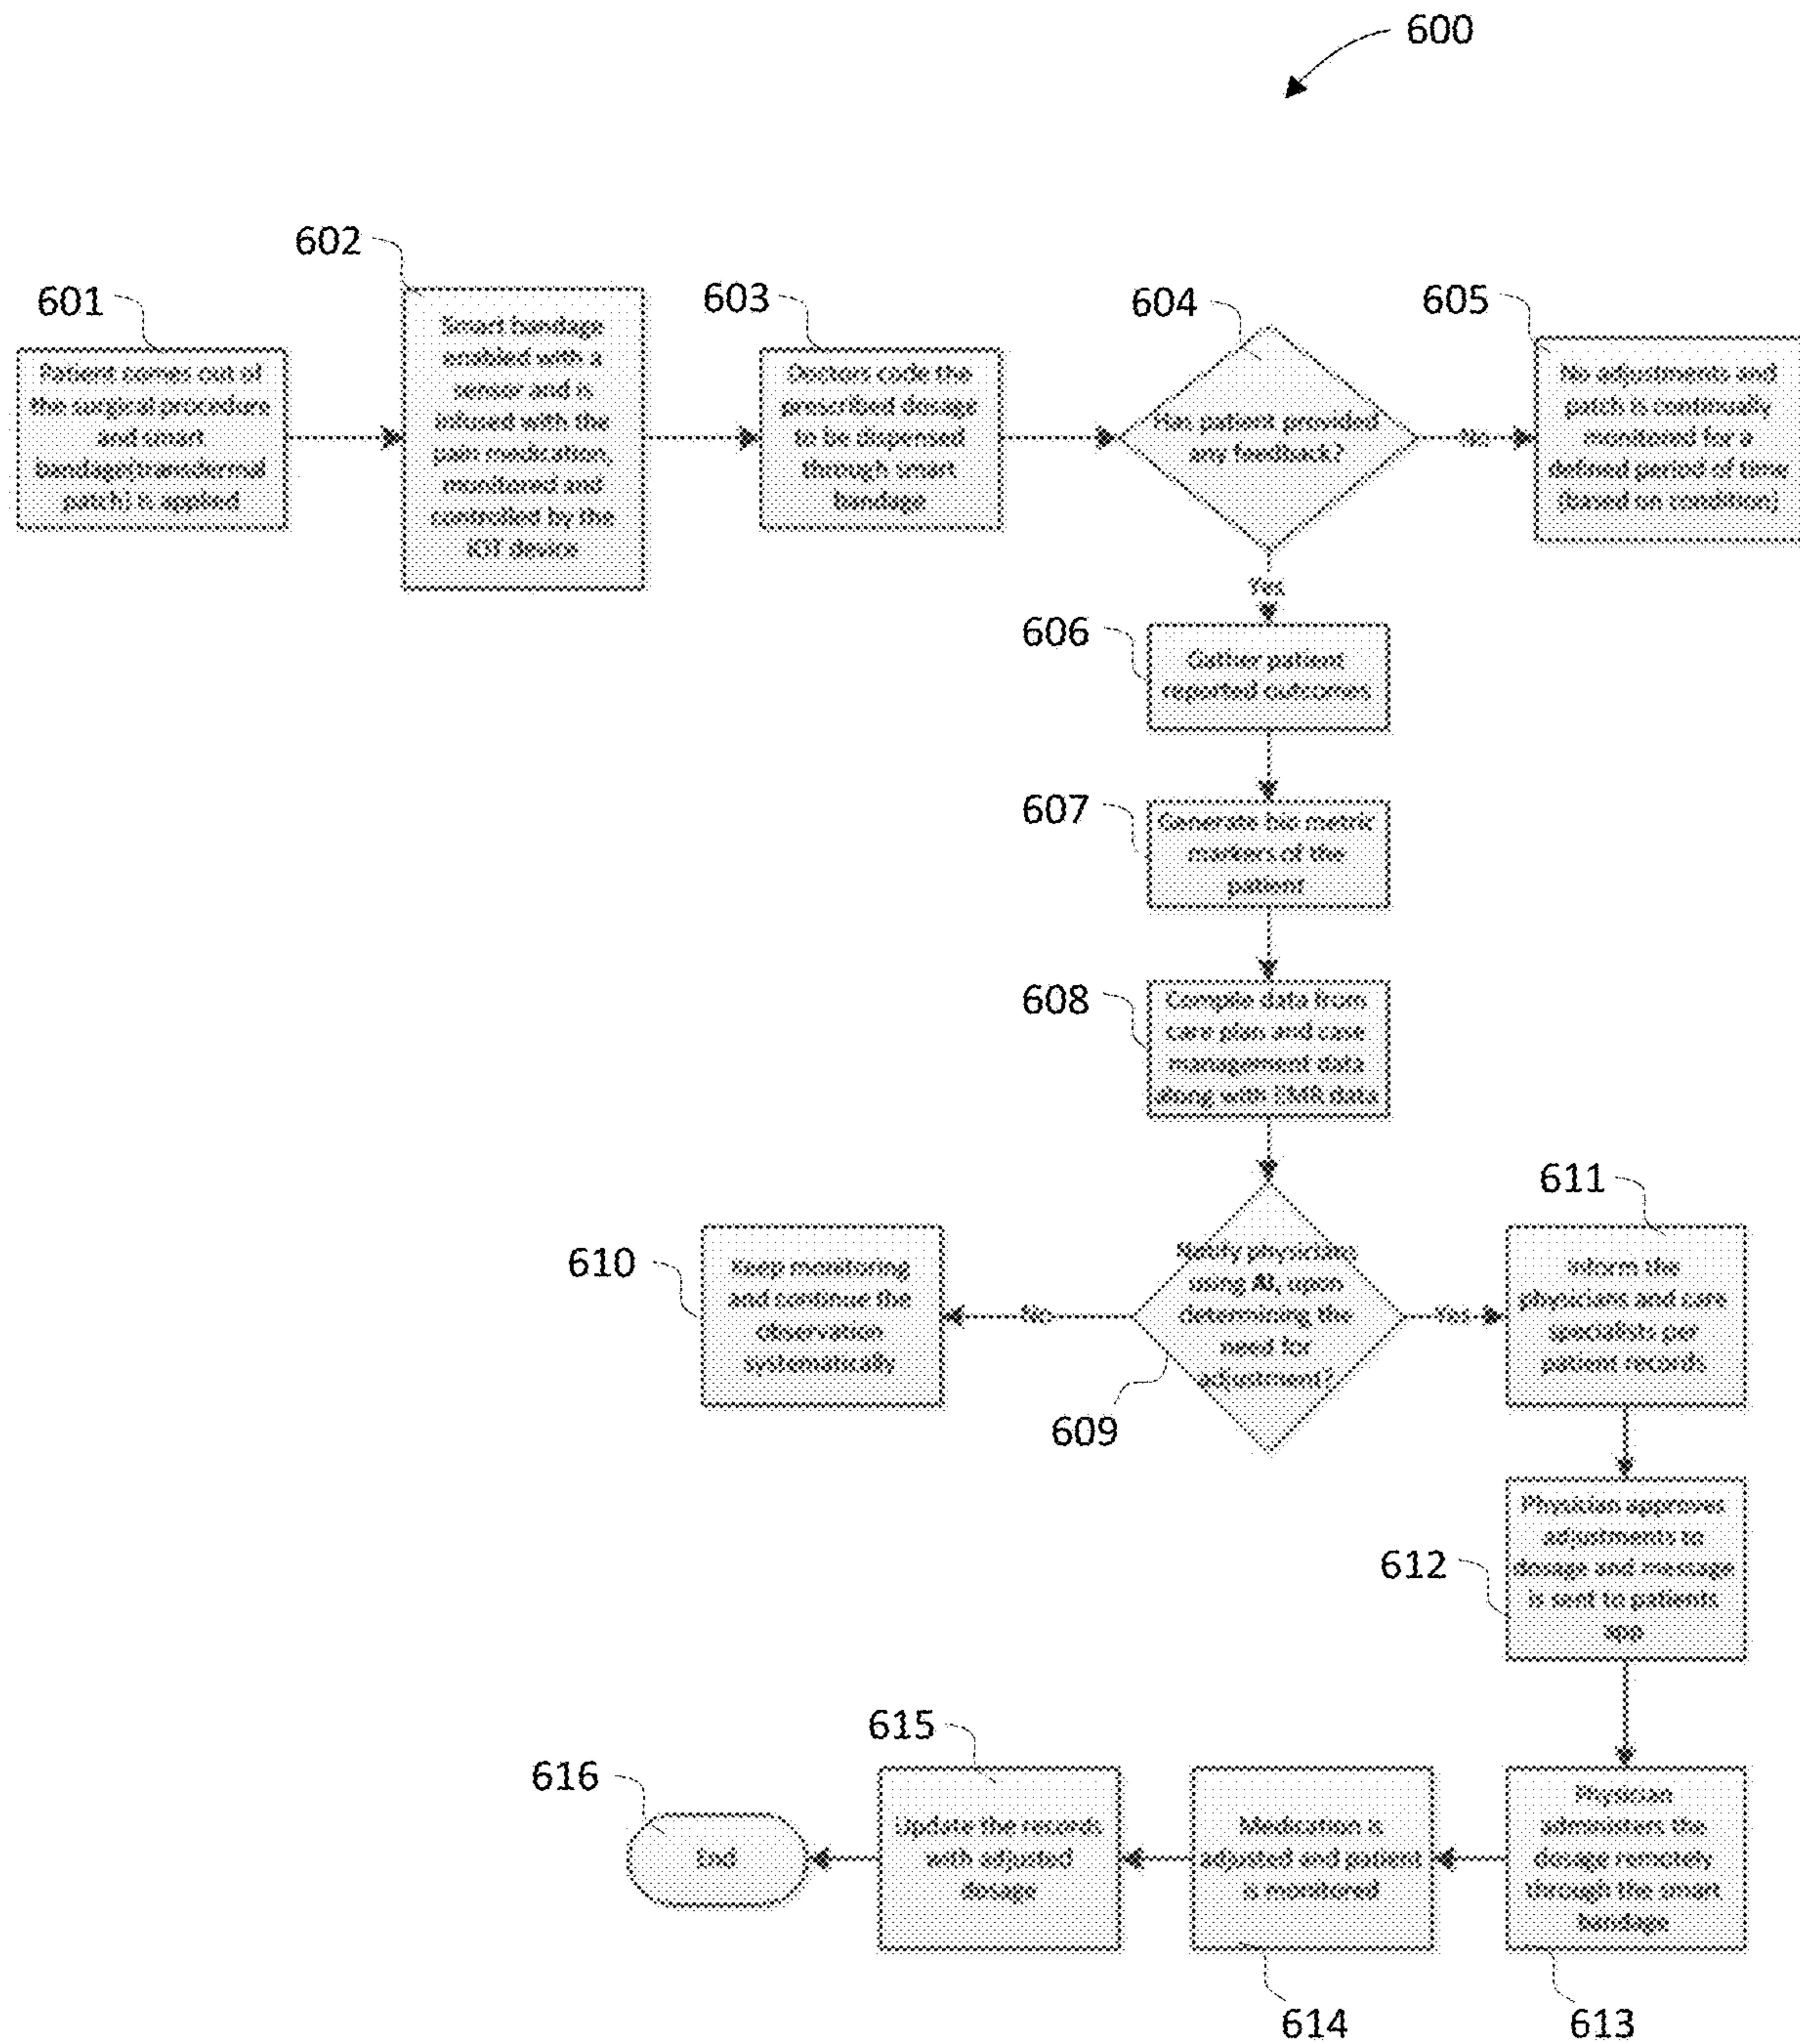 600
601
Patient comes out of
the surgical procedure
and smart
bandage(transdermal
patch) is applied
602
Smart bandage
enabled with a
sensor and is
infused with the
pain medication,
monitored and
controlled by the
IOT device
603
Doctors code the
prescribed dosage
to be dispensed
through smart
bandage
604
Has patient provided
any feedback?
No
605
No adjustments and
patch is continually
monitored for a
defined period of time
(based on condition)
Yes
606
Gather patient
reported outcomes
607
Generate bio metric
markers of the
patient
608
Compile data from
care plan and case
management data
along with EMR data
609
Notify physicians
using AI, upon
determining the
need for
adjustment?
No
610
Keep monitoring
and continue the
observation
systematically
Yes
611
Inform the
physicians and care
specialists per
patient records
612
Physician approves
adjustments to
dosage and message
is sent to patients
app
613
Physician
administers the
dosage remotely
through the smart
bandage
614
Medication is
adjusted and patient
is monitored
615
Update the records
with adjusted
dosage
616
End